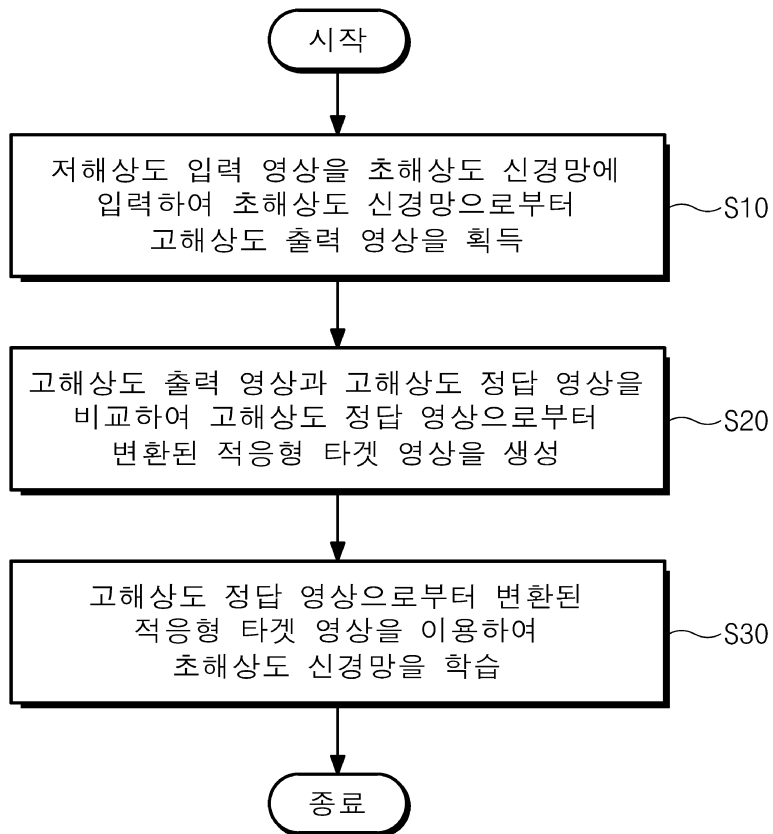 시작
저해상도 입력 영상을 초해상도 신경망에
입력하여 초해상도 신경망으로부터
고해상도 출력 영상을 획득
S10
고해상도 출력 영상과 고해상도 정답 영상을
비교하여 고해상도 정답 영상으로부터
변환된 적응형 타겟 영상을 생성
S20
고해상도 정답 영상으로부터 변환된
적응형 타겟 영상을 이용하여
초해상도 신경망을 학습
S30
종료